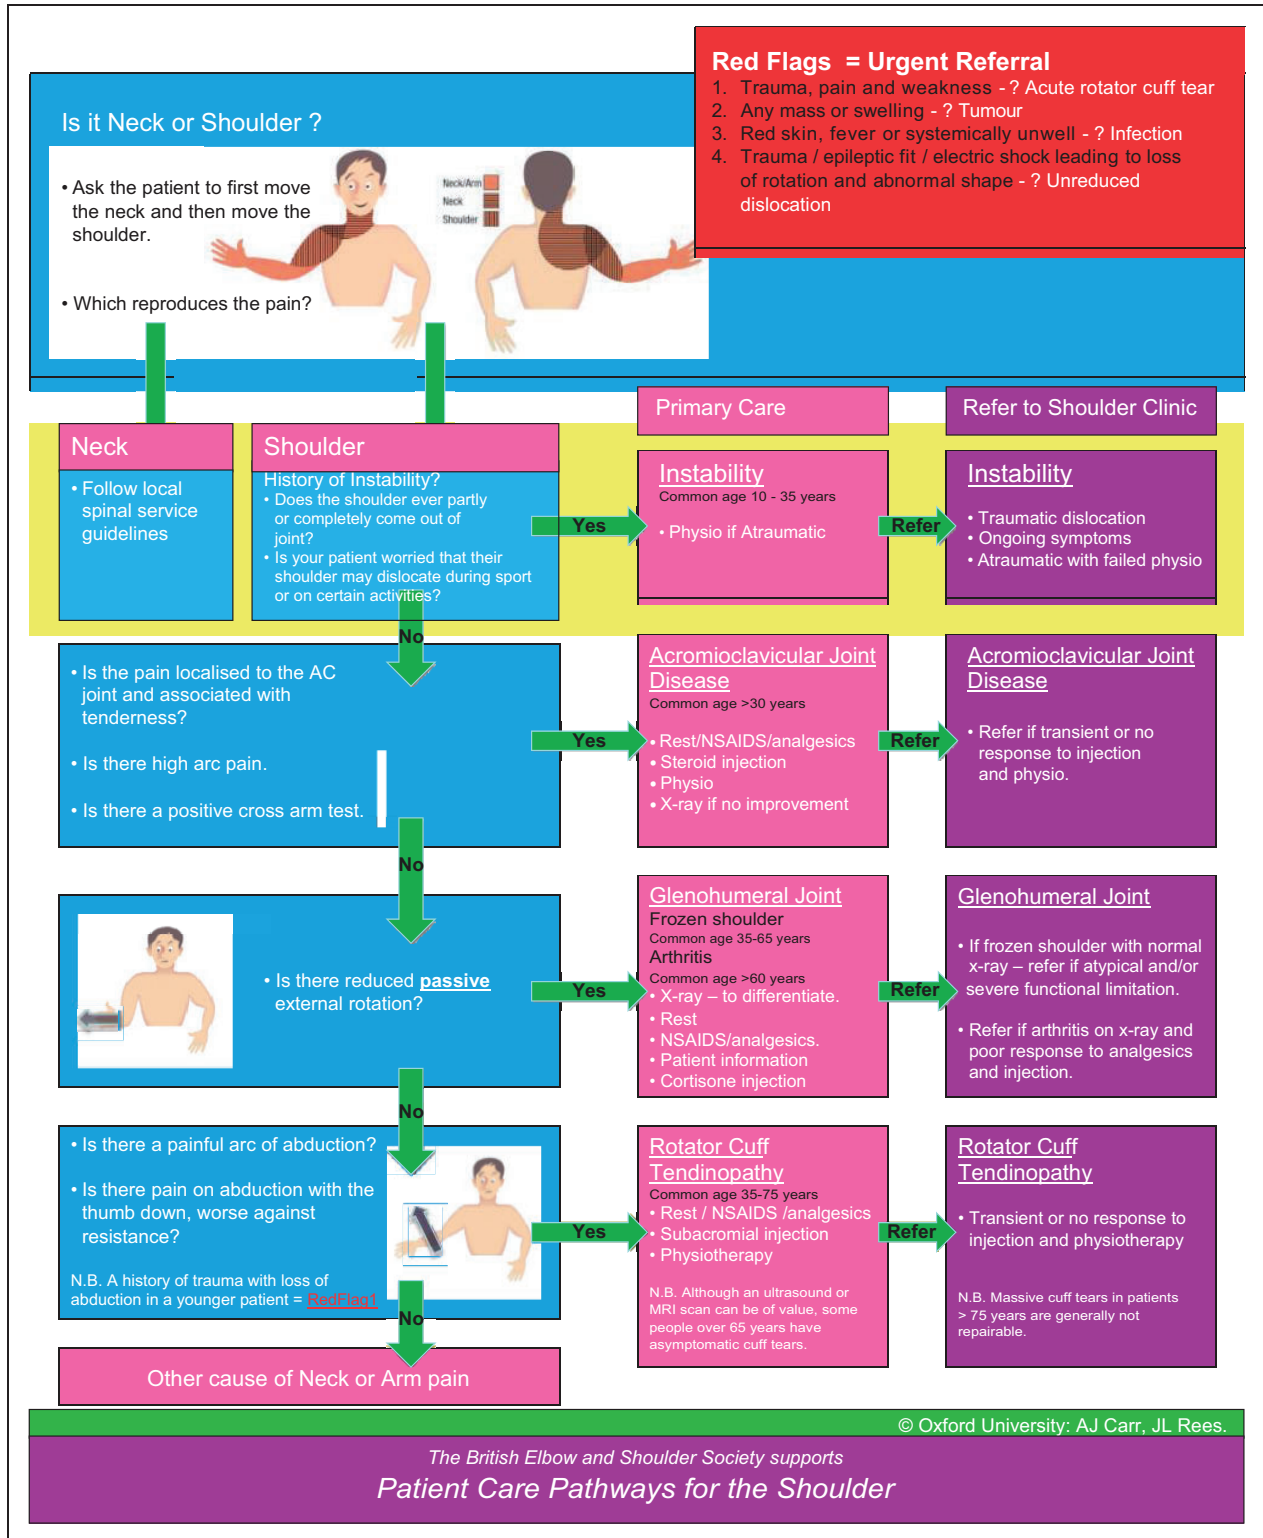 Red Flags = Urgent Referral
1. Trauma, pain and weakness - ? Acute rotator cuff tear
2. Any mass or swelling - ? Tumour
3. Red skin, fever or systemically unwell - ? Infection
4. Trauma / epileptic fit / electric shock leading to loss
of rotation and abnormal shape - ? Unreduced
dislocation
Is it Neck or Shoulder ?
• Ask the patient to first move
the neck and then move the
shoulder.
• Which reproduces the pain?
Neck/Arm
Neck
Shoulder
Primary Care
Refer to Shoulder Clinic
Neck
• Follow local
spinal service
guidelines
Shoulder
History of Instability?
• Does the shoulder ever partly
or completely come out of
joint?
• Is your patient worried that their
shoulder may dislocate during sport
or on certain activities?
Yes
Instability
Common age 10 - 35 years
• Physio if Atraumatic
Refer
Instability
• Traumatic dislocation
• Ongoing symptoms
• Atraumatic with failed physio
No
• Is the pain localised to the AC
joint and associated with
tenderness?
• Is there high arc pain.
• Is there a positive cross arm test.
Yes
Acromioclavicular Joint
Disease
Common age >30 years
• Rest/NSAIDS/analgesics
• Steroid injection
• Physio
• X-ray if no improvement
Refer
Acromioclavicular Joint
Disease
• Refer if transient or no
response to injection
and physio.
No
• Is there reduced passive
external rotation?
Yes
Glenohumeral Joint
Frozen shoulder
Common age 35-65 years
Arthritis
Common age >60 years
• X-ray – to differentiate.
• Rest
• NSAIDS/analgesics.
• Patient information
• Cortisone injection
Refer
Glenohumeral Joint
• If frozen shoulder with normal
x-ray – refer if atypical and/or
severe functional limitation.
• Refer if arthritis on x-ray and
poor response to analgesics
and injection.
No
• Is there a painful arc of abduction?
• Is there pain on abduction with the
thumb down, worse against
resistance?
N.B. A history of trauma with loss of
abduction in a younger patient = RedFlag1
Yes
Rotator Cuff
Tendinopathy
Common age 35-75 years
• Rest / NSAIDS /analgesics
• Subacromial injection
• Physiotherapy
N.B. Although an ultrasound or
MRI scan can be of value, some
people over 65 years have
asymptomatic cuff tears.
Refer
Rotator Cuff
Tendinopathy
• Transient or no response to
injection and physiotherapy
N.B. Massive cuff tears in patients
> 75 years are generally not
repairable.
No
Other cause of Neck or Arm pain
© Oxford University: AJ Carr, JL Rees.
The British Elbow and Shoulder Society supports
Patient Care Pathways for the Shoulder